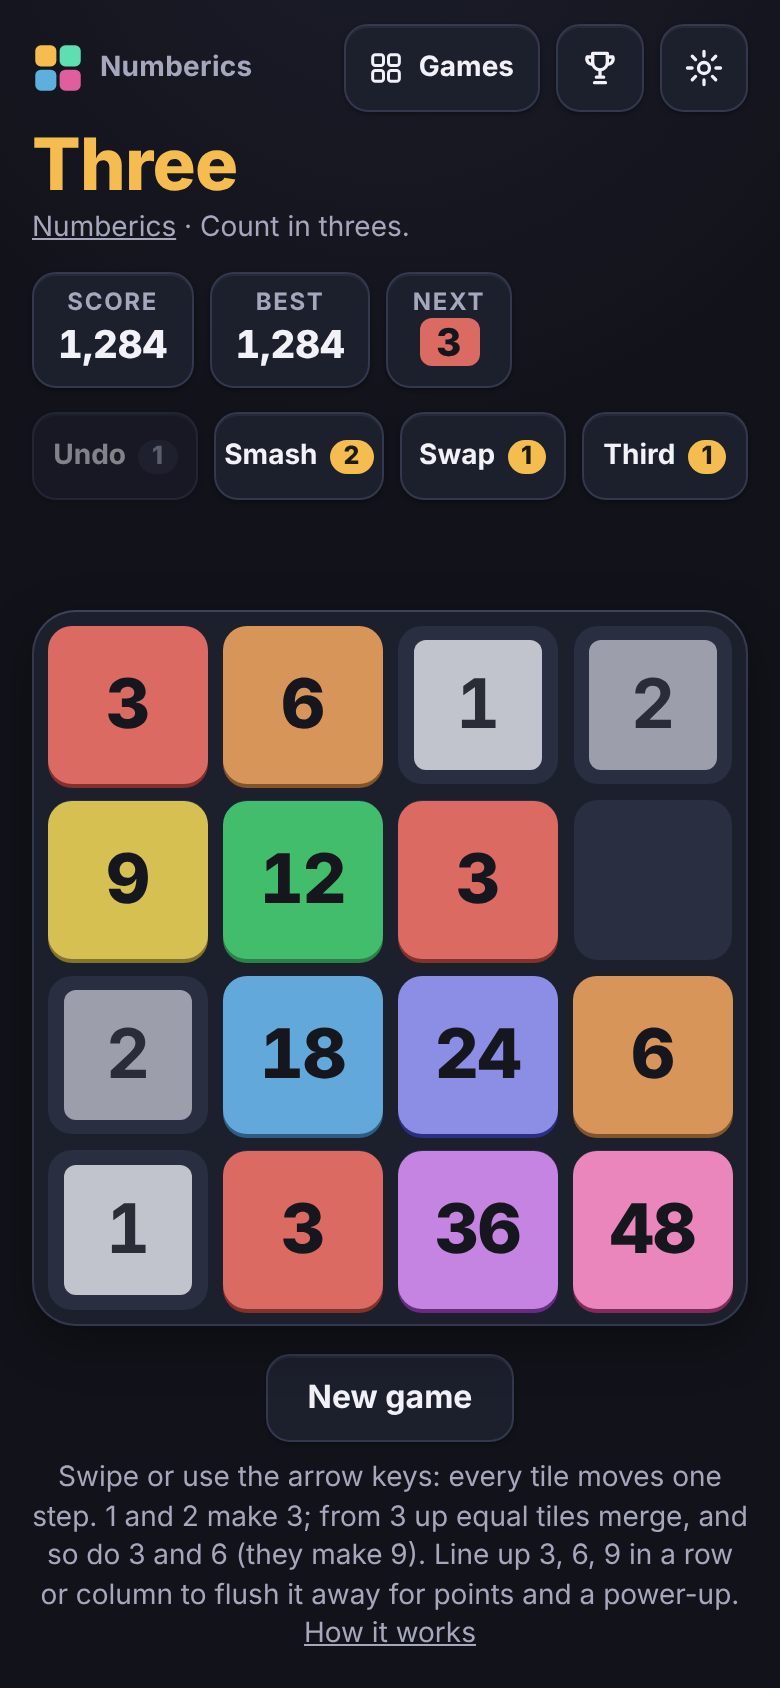 Numberics
Games
Three
Numberics · Count in threes.
SCORE BEST NEXT
1,284 1,284 3
Undo 1 Smash 2 Swap 1 Third 1
3 6 1 2
9 12 3
2 18 24 6
1 3 36 48
New game
Swipe or use the arrow keys: every tile moves one
step. 1 and 2 make 3; from 3 up equal tiles merge, and
so do 3 and 6 (they make 9). Line up 3, 6, 9 in a row
or column to flush it away for points and a power-up.
How it works